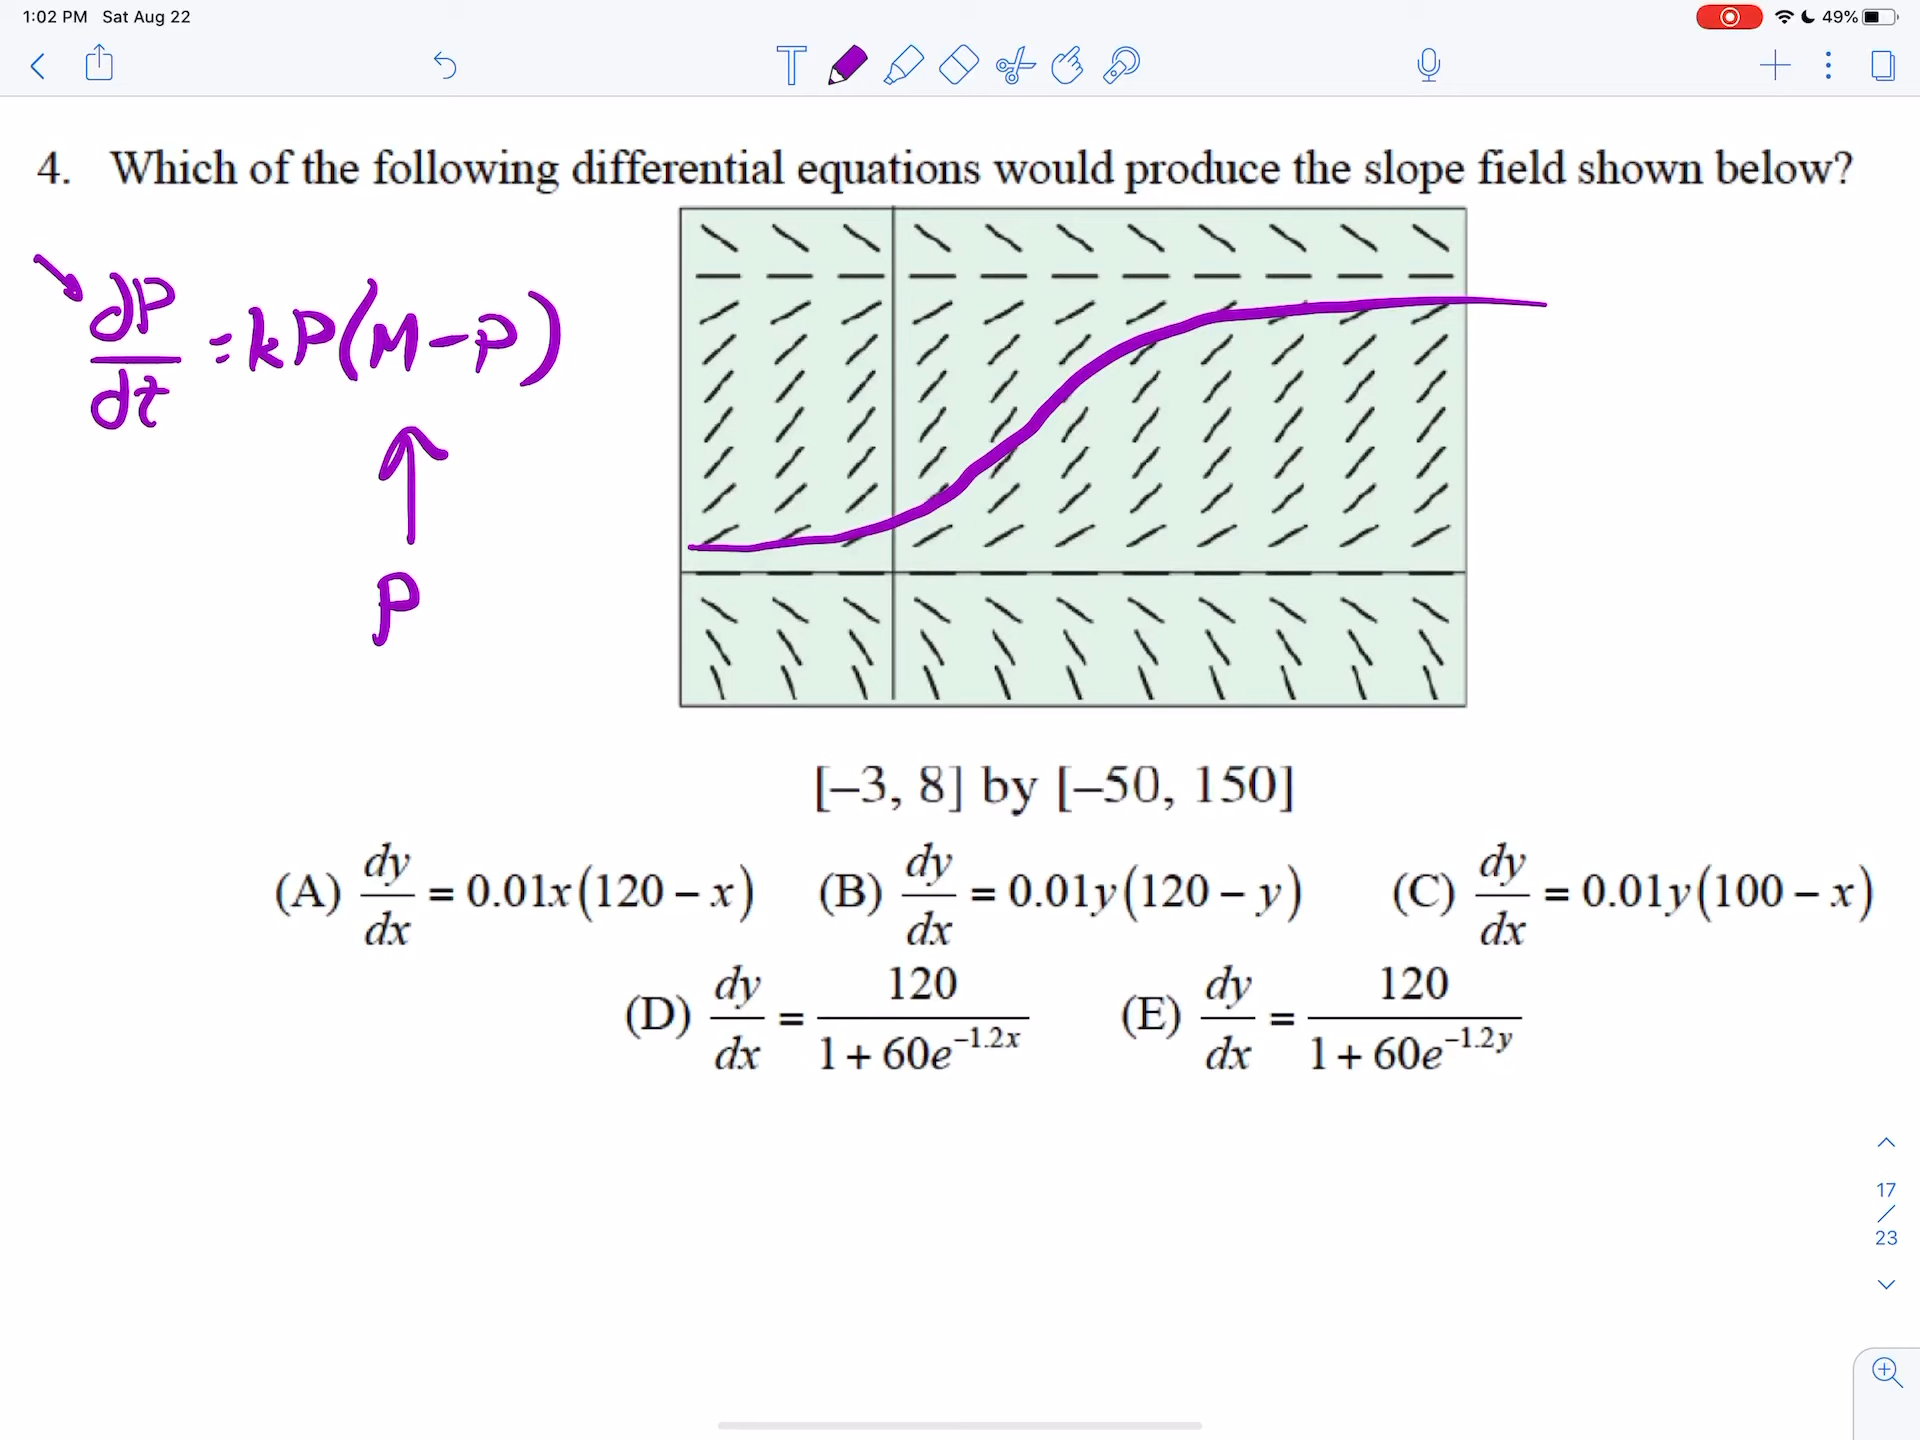 1:02 PM Sat Aug 22
49%
4. Which of the following differential equations would produce the slope field shown below?
dP/dt = kP(M-P)
P
[–3, 8] by [–50, 150]
(A) dy/dx = 0.01x(120 – x) (B) dy/dx = 0.01y(120 – y) (C) dy/dx = 0.01y(100 – x)
(D) dy/dx = 120/(1 + 60e^(–1.2x)) (E) dy/dx = 120/(1 + 60e^(–1.2y))
17
/
23